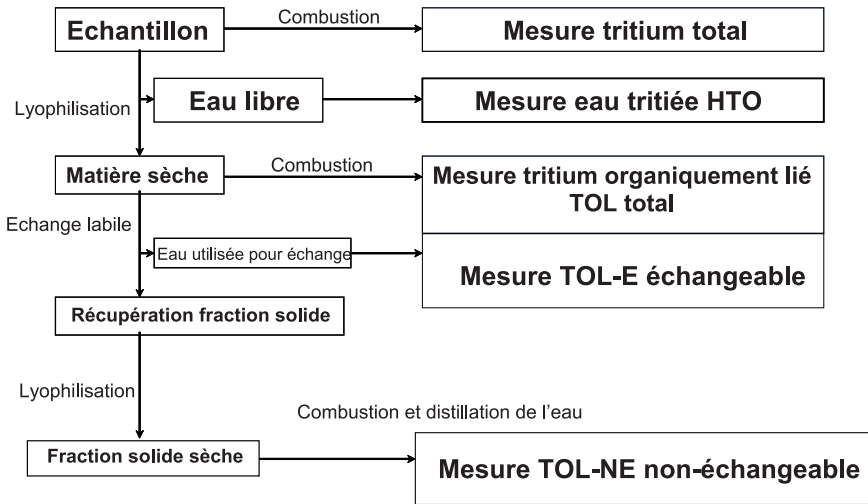 Echantillon
Combustion
Mesure tritium total
Lyophilisation
Eau libre
Mesure eau tritiée HTO
Matière sèche
Combustion
Mesure tritium organiquement lié
TOL total
Echange labile
Eau utilisée pour échange
Mesure TOL-E échangeable
Récupération fraction solide
Lyophilisation
Combustion et distillation de l'eau
Fraction solide sèche
Mesure TOL-NE non-échangeable